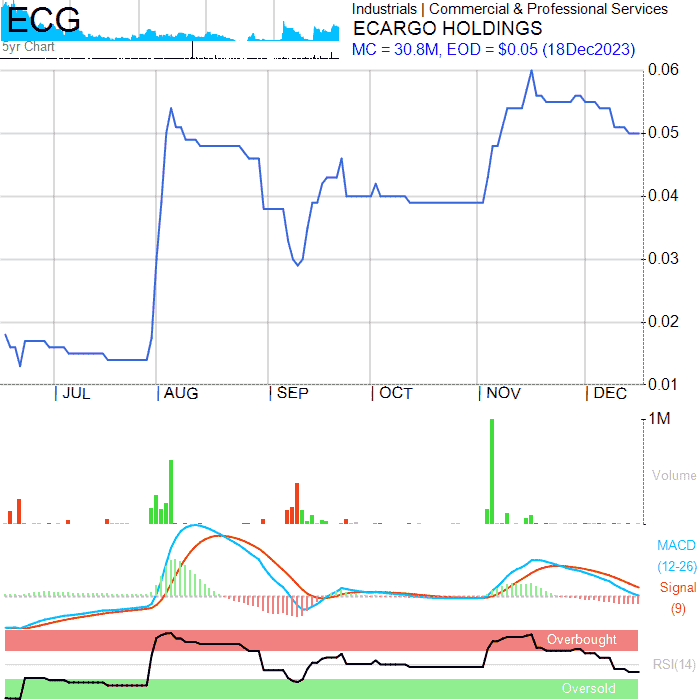 ECG
5yr Chart
Industrials | Commercial & Professional Services
ECARGO HOLDINGS
MC = 30.8M, EOD = $0.05 (18Dec2023)
0.06
0.05
0.04
0.03
0.02
0.01
| JUL | AUG | SEP | OCT | NOV | DEC
1M
Volume
MACD
(12-26)
Signal
(9)
Overbought
RSI(14)
Oversold